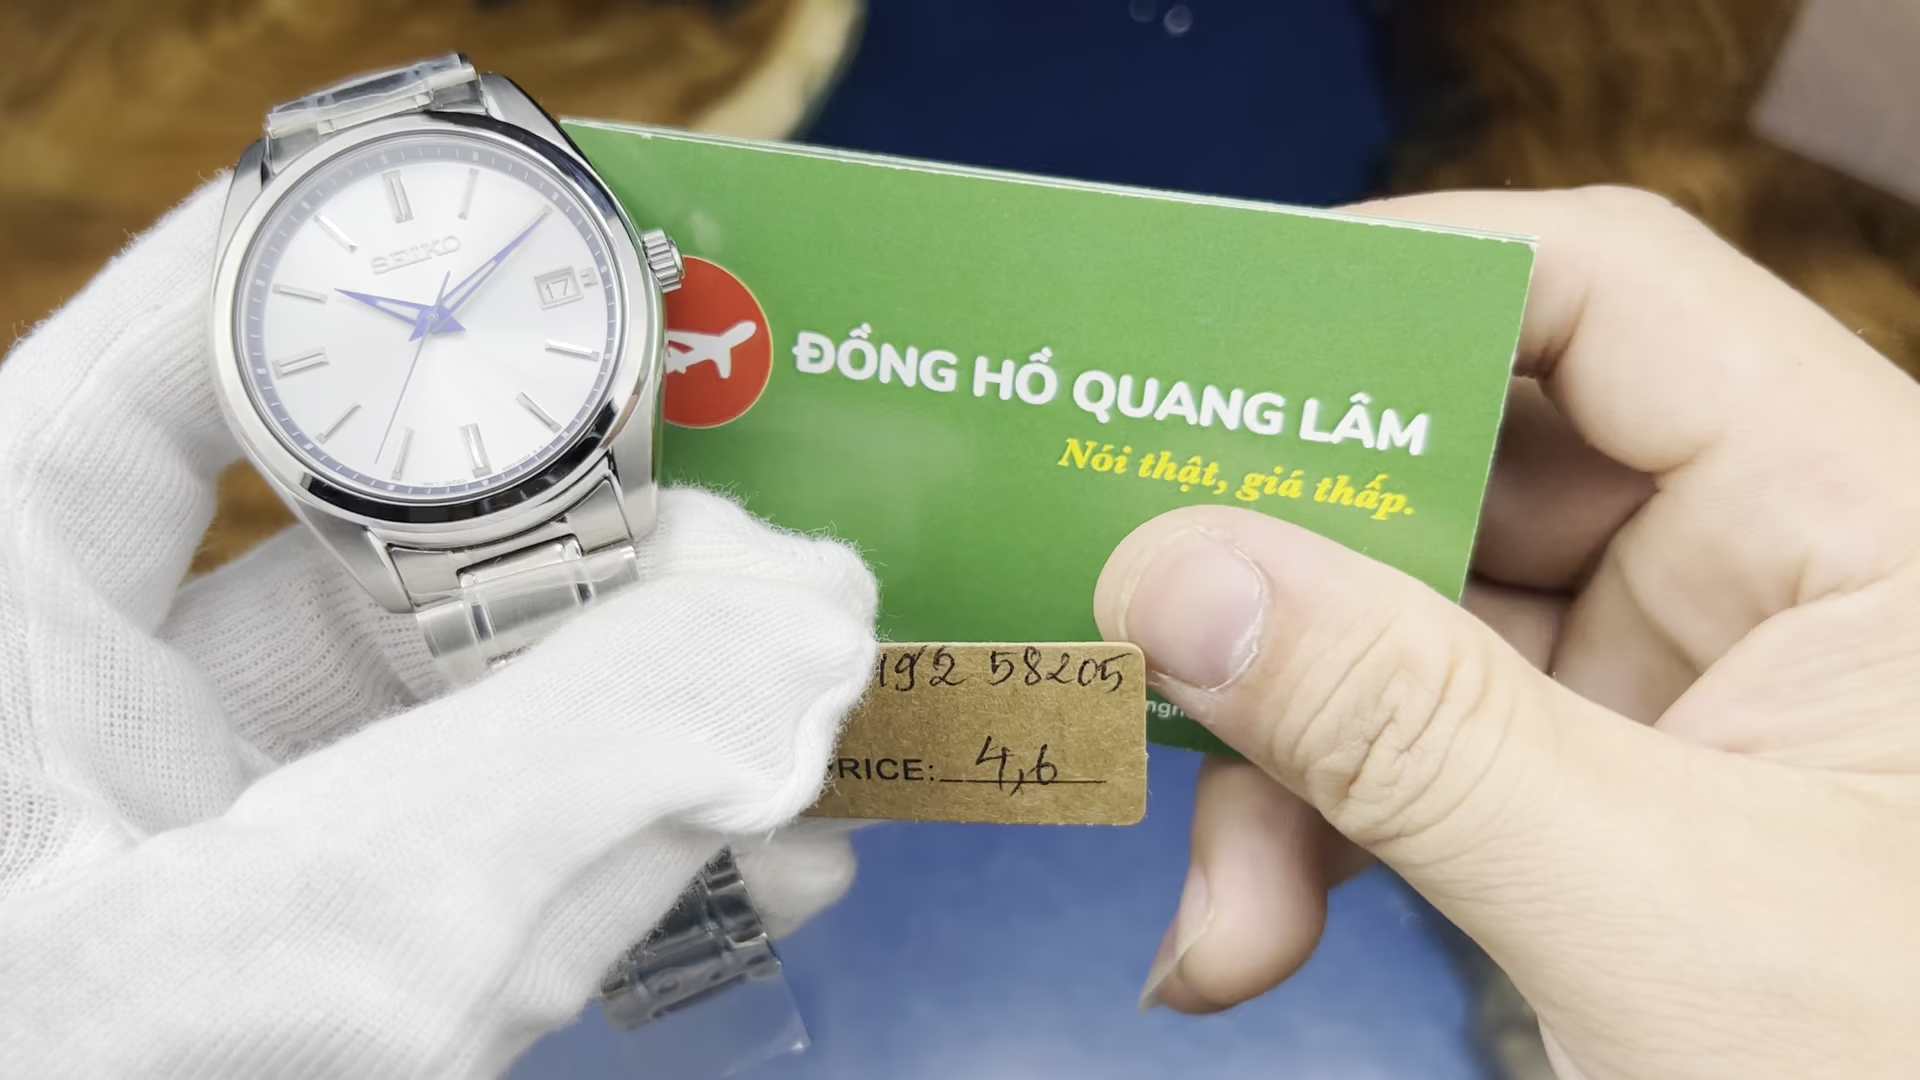 SEIKO
17
ĐỒNG HỒ QUANG LÂM
Nói thật, giá thấp.
192 58205
RICE: 4,6